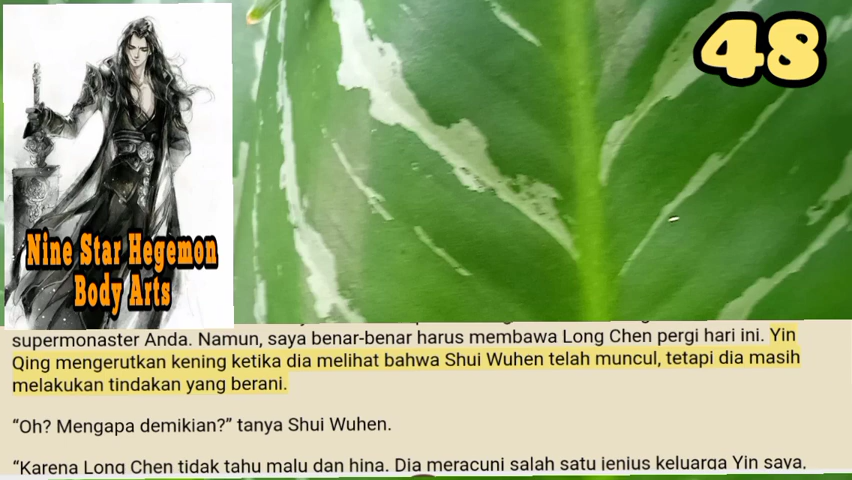 48
Nine Star Hegemon
Body Arts
supermonaster Anda. Namun, saya benar-benar harus membawa Long Chen pergi hari ini. Yin
Qing mengerutkan kening ketika dia melihat bahwa Shui Wuhen telah muncul, tetapi dia masih
melakukan tindakan yang berani.
“Oh? Mengapa demikian?” tanya Shui Wuhen.
“Karena Long Chen tidak tahu malu dan hina. Dia meracuni salah satu jenius keluarga Yin saya,